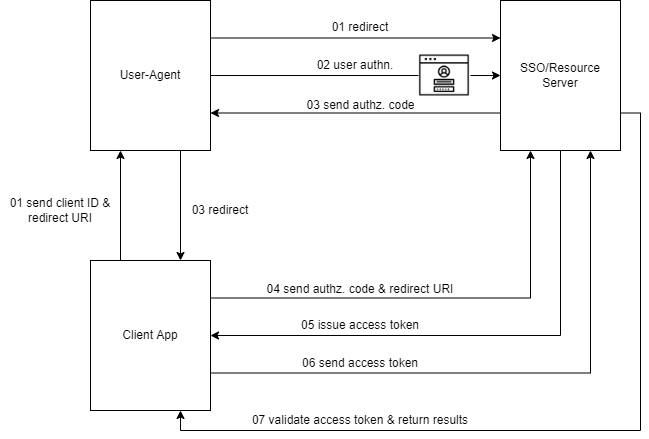 01 redirect
User-Agent
02 user authn.
SSO/Resource
Server
03 send authz. code
01 send client ID &
redirect URI
03 redirect
04 send authz. code & redirect URI
Client App
05 issue access token
06 send access token
07 validate access token & return results